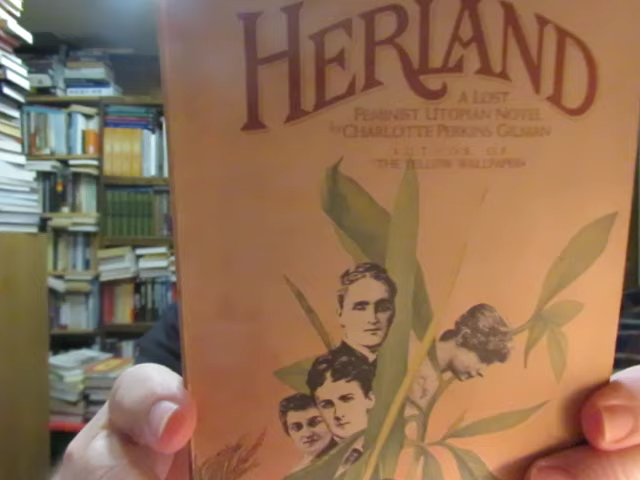 HERLAND
A LOST
FEMINIST UTOPIAN NOVEL
by CHARLOTTE PERKINS GILMAN
AUTHOR OF
"THE YELLOW WALLPAPER"